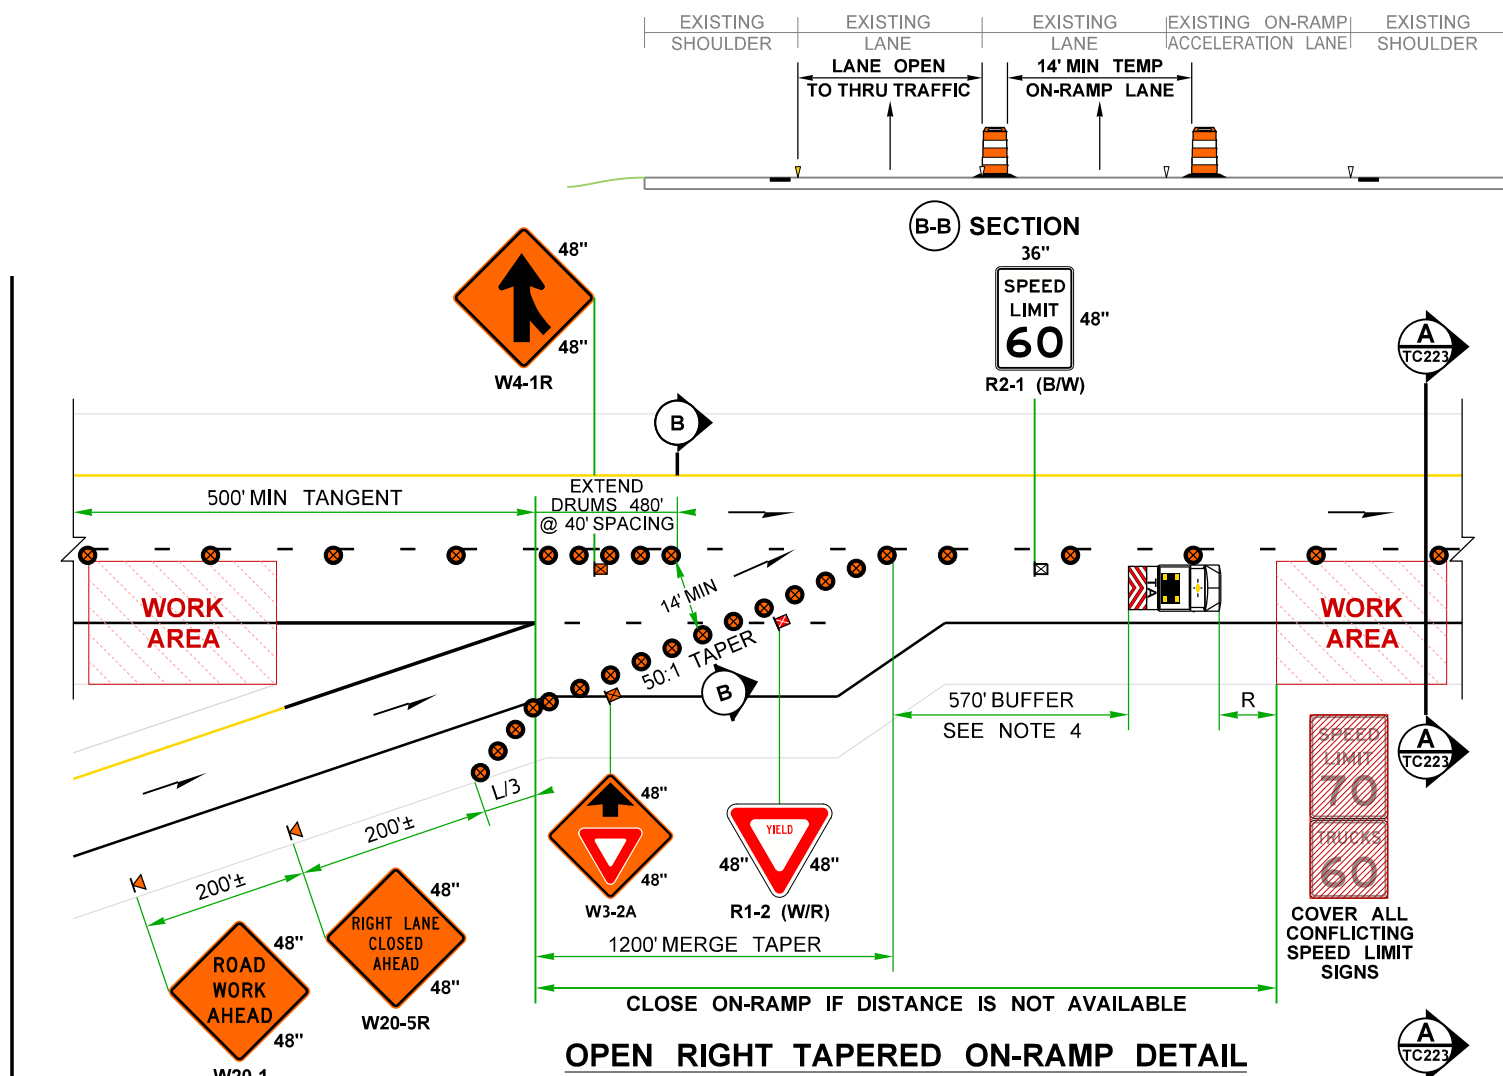 EXISTING SHOULDER
EXISTING LANE
EXISTING LANE
EXISTING ON-RAMP ACCELERATION LANE
EXISTING SHOULDER
LANE OPEN
TO THRU TRAFFIC
14' MIN TEMP
ON-RAMP LANE
B-B SECTION
48"
48"
W4-1R
36"
SPEED
LIMIT
60
48"
R2-1 (B/W)
A
TC223
B
500' MIN TANGENT
EXTEND
DRUMS 480'
@ 40' SPACING
WORK
AREA
14' MIN
50:1 TAPER
B
WORK
AREA
570' BUFFER
SEE NOTE 4
R
A
TC223
SPEED
LIMIT
70
TRUCKS
60
COVER ALL
CONFLICTING
SPEED LIMIT
SIGNS
L/3
200'±
200'±
48"
48"
W3-2A
YIELD
48"
48"
R1-2 (W/R)
RIGHT LANE
CLOSED
AHEAD
48"
48"
W20-5R
ROAD
WORK
AHEAD
48"
48"
W20-1
1200' MERGE TAPER
CLOSE ON-RAMP IF DISTANCE IS NOT AVAILABLE
OPEN RIGHT TAPERED ON-RAMP DETAIL
A
TC223